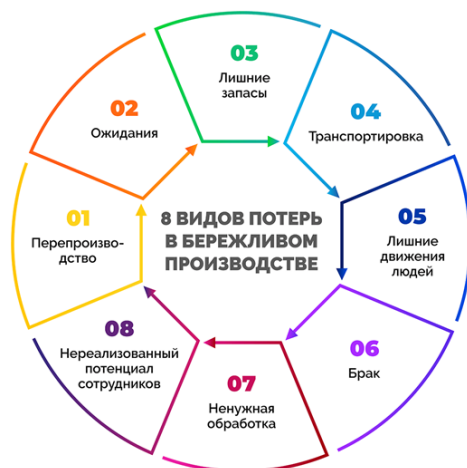 8 ВИДОВ ПОТЕРЬ
В БЕРЕЖЛИВОМ
ПРОИЗВОДСТВЕ
01
Перепроизво-
дство
02
Ожидания
03
Лишние
запасы
04
Транспортировка
05
Лишние
движения
людей
06
Брак
07
Ненужная
обработка
08
Нереализованный
потенциал
сотрудников